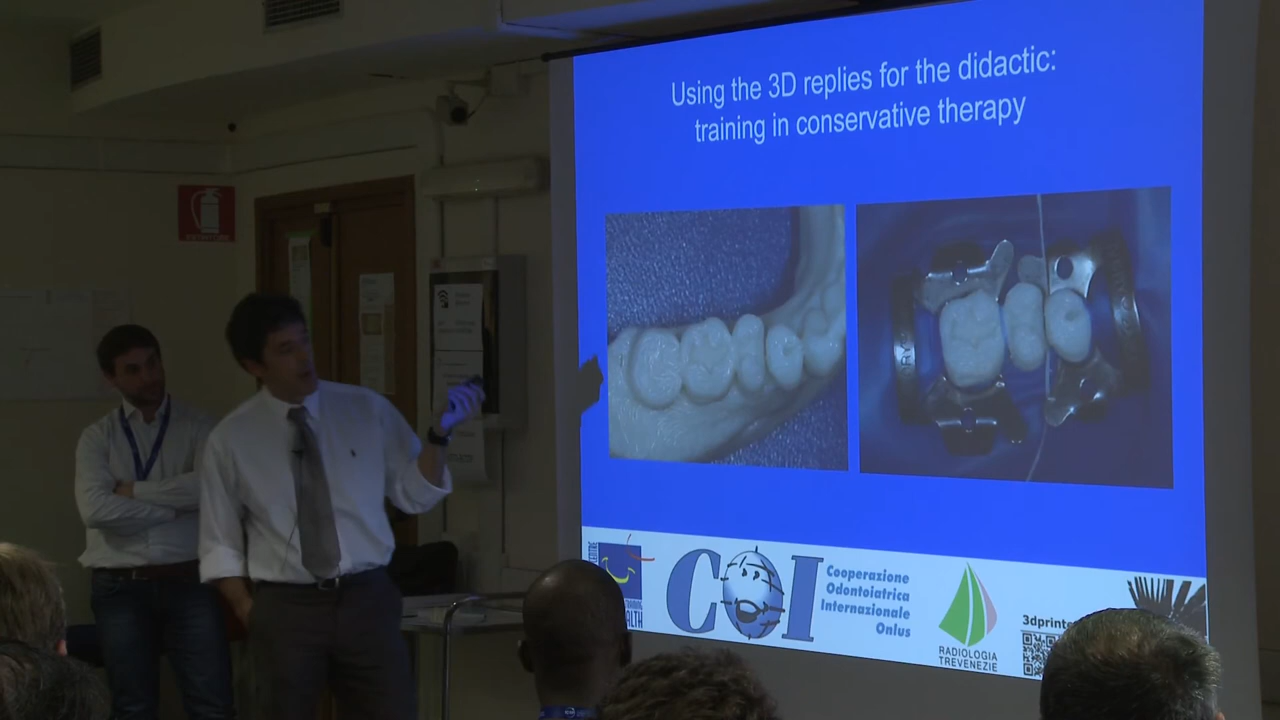 Using the 3D replies for the didactic:
training in conservative therapy
COI
Cooperazione
Odontoiatrica
Internazionale
Onlus
RADIOLOGIA
TREVENEZIE